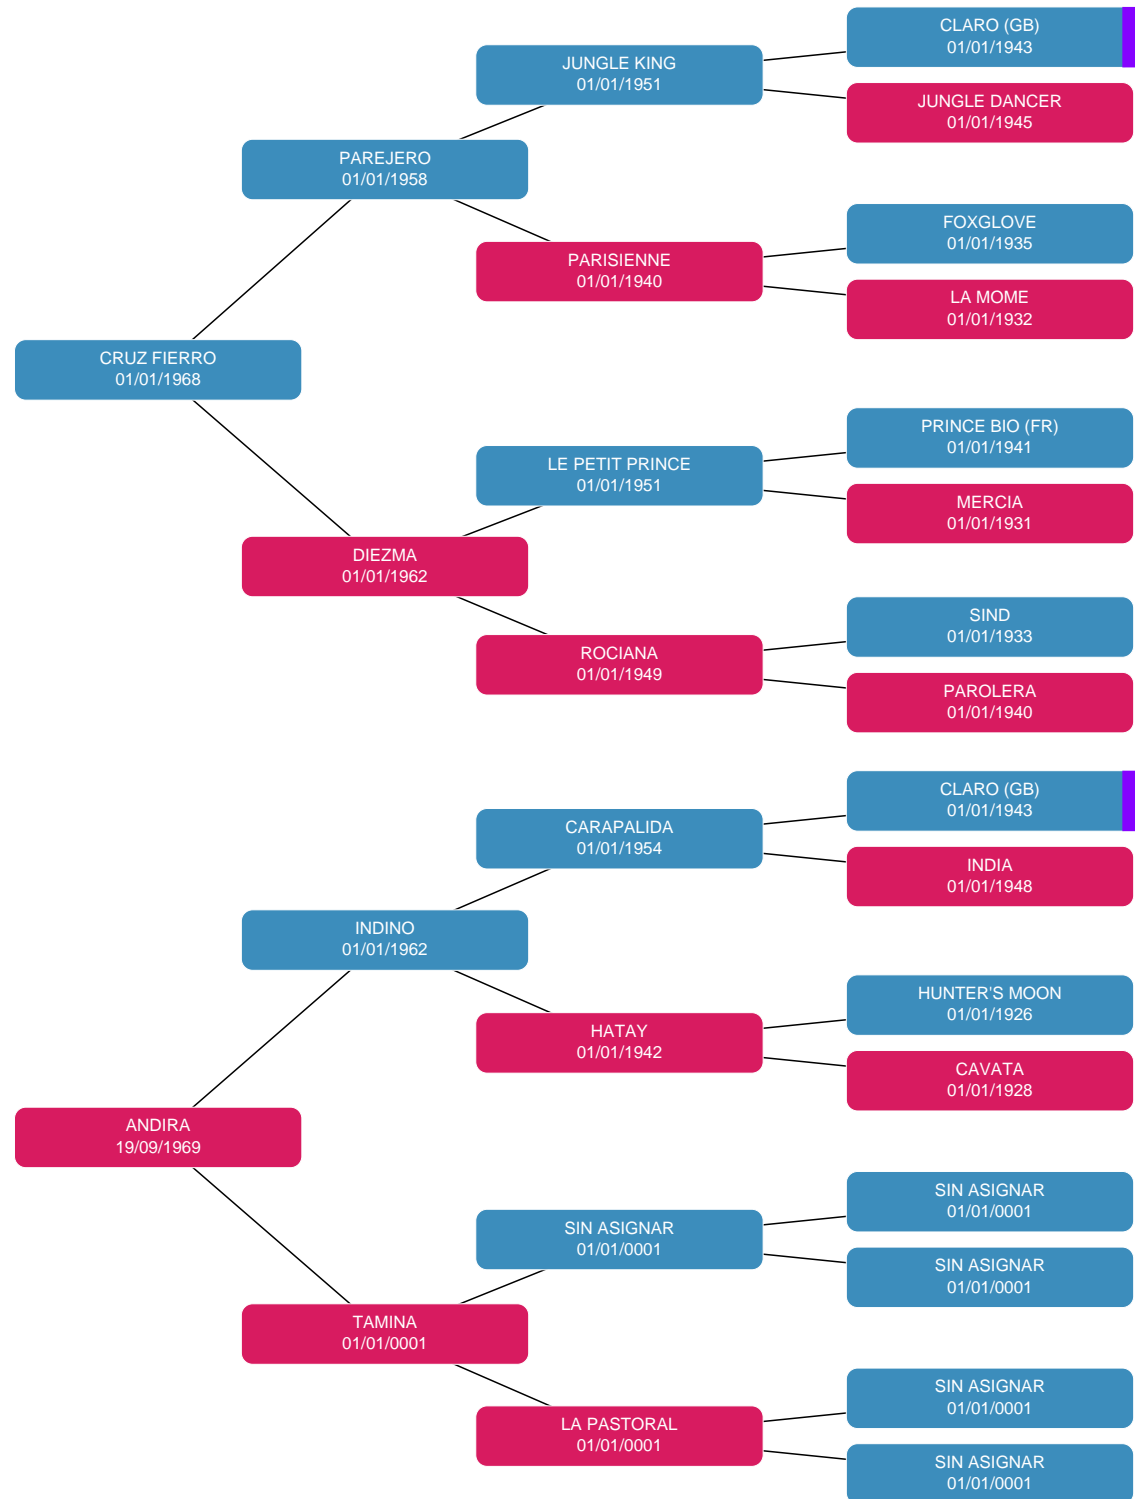 CLARO (GB)
01/01/1943
JUNGLE KING
01/01/1951
JUNGLE DANCER
01/01/1945
PAREJERO
01/01/1958
FOXGLOVE
01/01/1935
PARISIENNE
01/01/1940
LA MOME
01/01/1932
CRUZ FIERRO
01/01/1968
PRINCE BIO (FR)
01/01/1941
LE PETIT PRINCE
01/01/1951
MERCIA
01/01/1931
DIEZMA
01/01/1962
SIND
01/01/1933
ROCIANA
01/01/1949
PAROLERA
01/01/1940
CLARO (GB)
01/01/1943
CARAPALIDA
01/01/1954
INDIA
01/01/1948
INDINO
01/01/1962
HUNTER'S MOON
01/01/1926
HATAY
01/01/1942
CAVATA
01/01/1928
ANDIRA
19/09/1969
SIN ASIGNAR
01/01/0001
SIN ASIGNAR
01/01/0001
SIN ASIGNAR
01/01/0001
TAMINA
01/01/0001
SIN ASIGNAR
01/01/0001
LA PASTORAL
01/01/0001
SIN ASIGNAR
01/01/0001